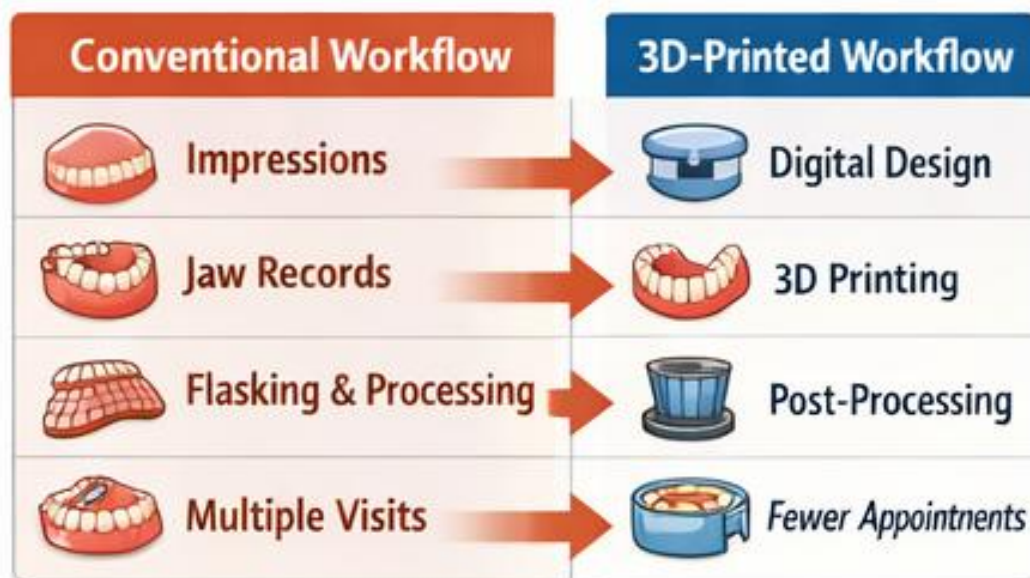 Conventional Workflow
3D-Printed Workflow
Impressions
Digital Design
Jaw Records
3D Printing
Flasking & Processing
Post-Processing
Multiple Visits
Fewer Appointnents